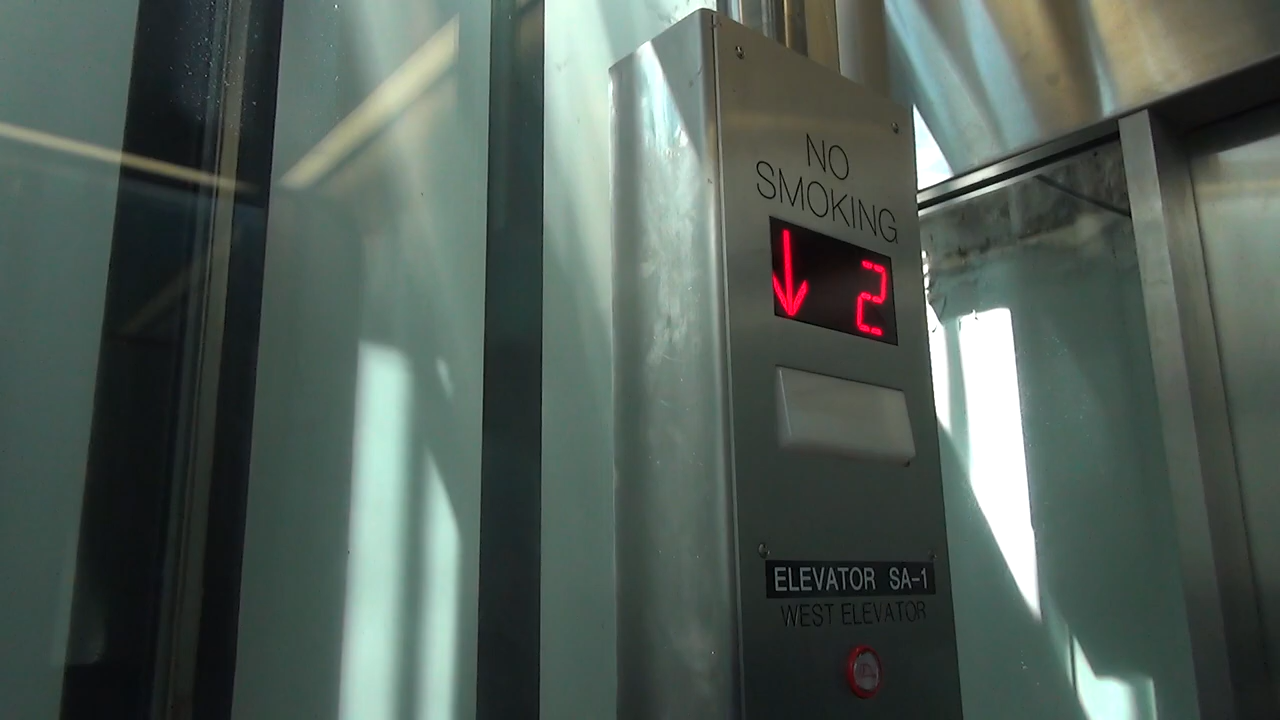 NO
SMOKING
↓ 2
ELEVATOR SA-1
WEST ELEVATOR